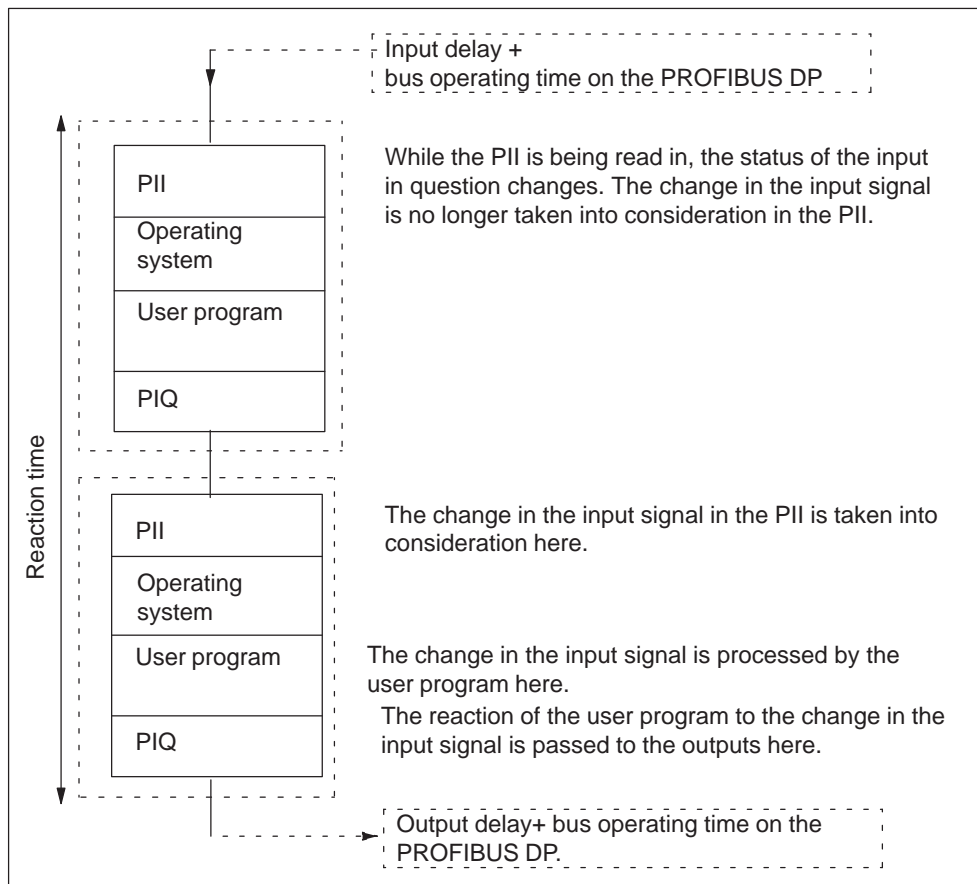 Input delay +
bus operating time on the PROFIBUS DP
Reaction time
PII
While the PII is being read in, the status of the input
in question changes. The change in the input signal
is no longer taken into consideration in the PII.
Operating
system
User program
PIQ
PII
The change in the input signal in the PII is taken into
consideration here.
Operating
system
User program
The change in the input signal is processed by the
user program here.
PIQ
The reaction of the user program to the change in the
input signal is passed to the outputs here.
Output delay+ bus operating time on the
PROFIBUS DP.